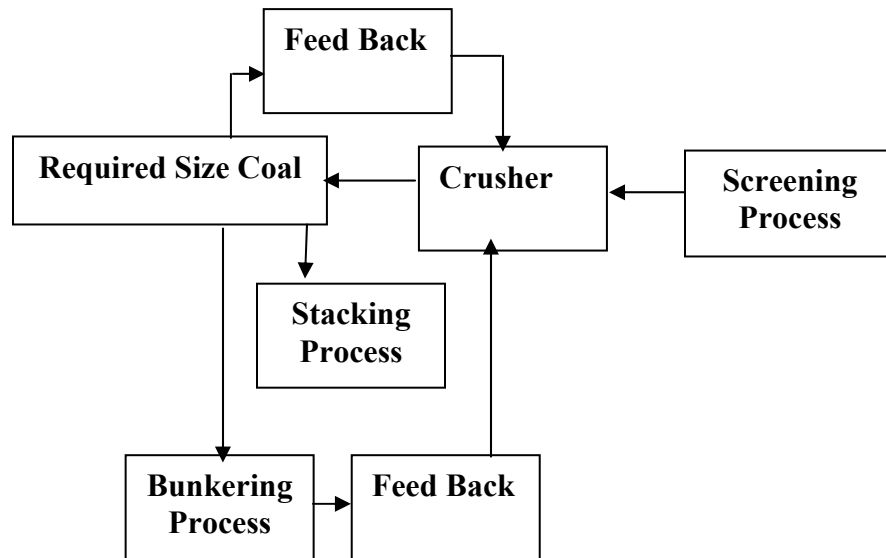 Feed Back
Required Size Coal
Crusher
Screening
Process
Stacking
Process
Bunkering
Process
Feed Back